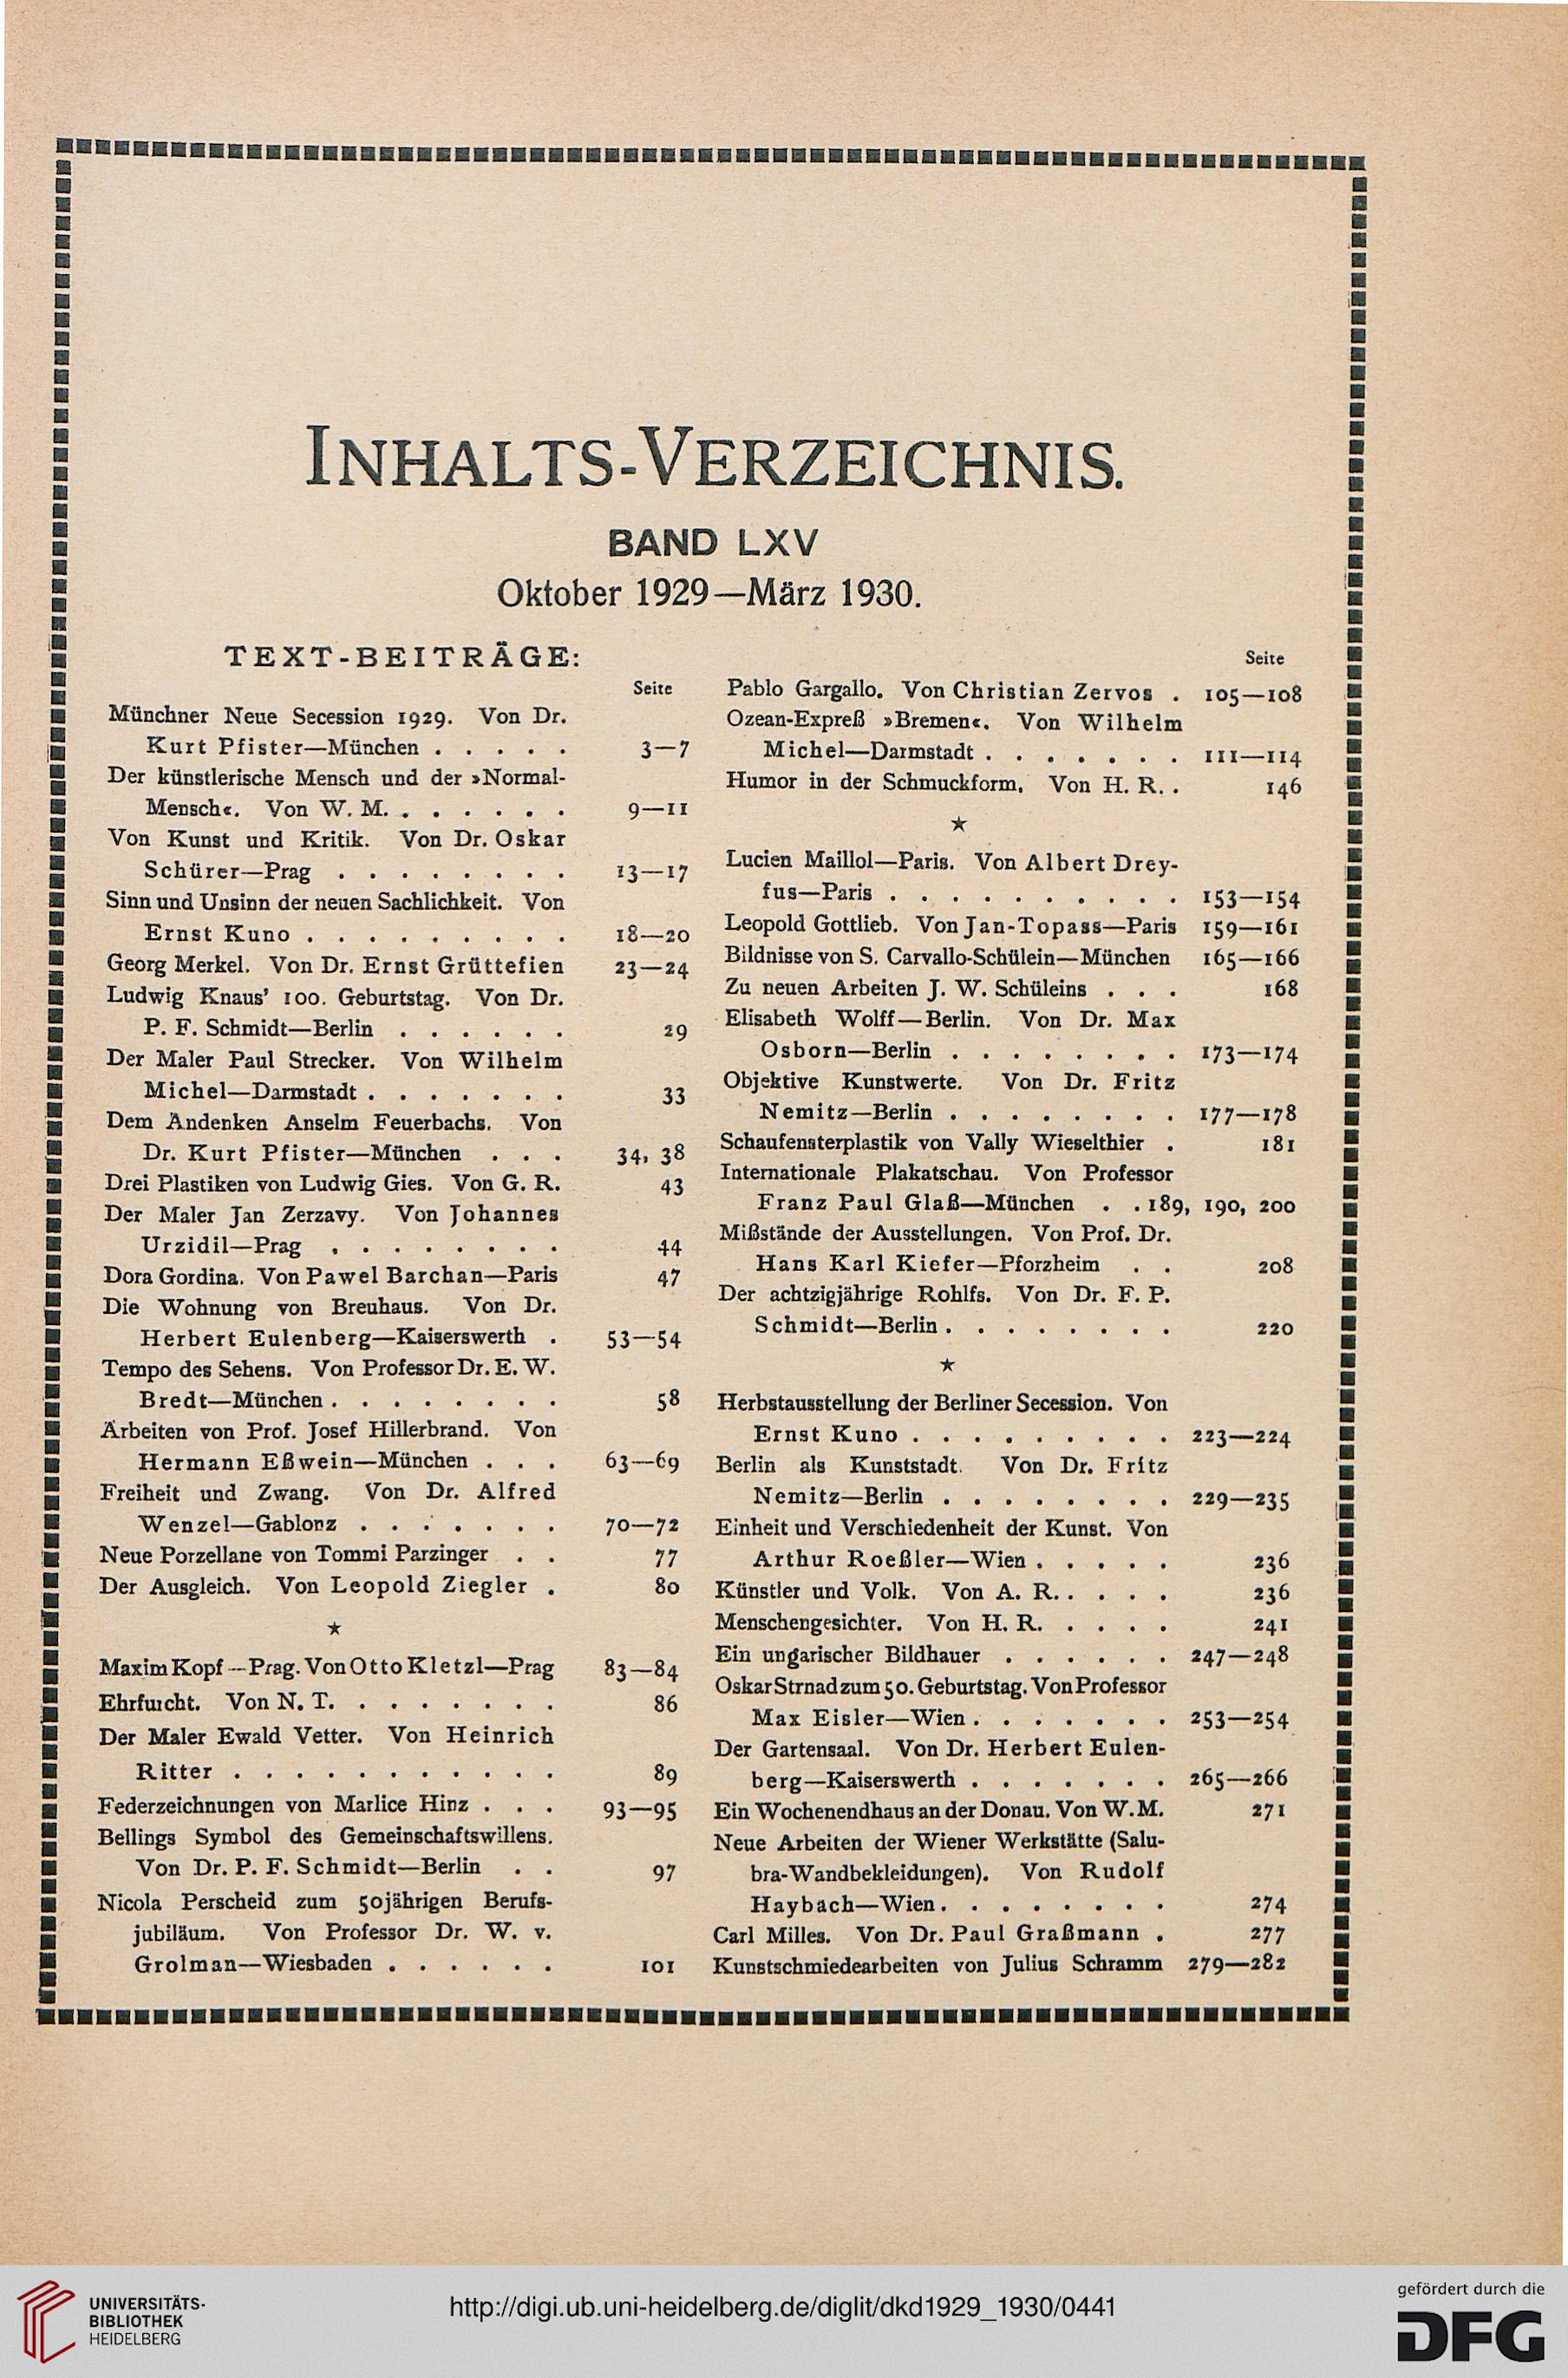 INHALTS-VERZEICHNIS.
BAND LXV
Oktober 1929—März 1930.
TEXT-BEITRÄGE:
Seite
Münchner Neue Secession 1929. Von Dr.
Kurt Pfister—München . . . . . 3—7
Der künstlerische Mensch und der »Normal-
Mensch«. Von W. M. . . . . . . 9—11
Von Kunst und Kritik. Von Dr. Oskar
Schürer—Prag . . . . . . . . 13—17
Sinn und Unsinn der neuen Sachlichkeit. Von
Ernst Kuno . . . . . . . . . 18—20
Georg Merkel. Von Dr. Ernst Grüttefien 23—24
Ludwig Knaus' 100. Geburtstag. Von Dr.
P. F. Schmidt—Berlin . . . . . . 29
Der Maler Paul Strecker. Von Wilhelm
Michel—Darmstadt . . . . . . . 33
Dem Andenken Anselm Feuerbachs. Von
Dr. Kurt Pfister—München . . . 34, 38
Drei Plastiken von Ludwig Gies. Von G. R. 43
Der Maler Jan Zerzavy. Von Johannes
Urzidil—Prag . . . . . . . . 44
Dora Gordina. Von Pawel Barchan—Paris 47
Die Wohnung von Breuhaus. Von Dr.
Herbert Eulenberg—Kaiserswerth . 53—54
Tempo des Sehens. Von Professor Dr. E. W.
Bredt—München . . . . . . . . 58
Arbeiten von Prof. Josef Hillerbrand. Von
Hermann Eßwein—München . . . 63—69
Freiheit und Zwang. Von Dr. Alfred
Wenzel—Gablonz . . . . . . . 70—72
Neue Porzellane von Tommi Parzinger . . 77
Der Ausgleich. Von Leopold Ziegler . 80
★
Maxim Kopf—Prag. Von Otto Kletzl—Prag 83—84
Ehrfurcht. Von N. T. . . . . . . . 86
Der Maler Ewald Vetter. Von Heinrich
Ritter . . . . . . . . . . . 89
Federzeichnungen von Marlice Hinz . . . 93—95
Bellings Symbol des Gemeinschaftswillens.
Von Dr. P. F. Schmidt—Berlin . . 97
Nicola Perscheid zum 50jährigen Berufs-
jubiläum. Von Professor Dr. W. v.
Grolman—Wiesbaden . . . . . . 101
Seite
Pablo Gargallo. Von Christian Zervos . 105—108
Ozean-Expreß »Bremen«. Von Wilhelm
Michel—Darmstadt . . . . . . . 111—114
Humor in der Schmuckform. Von H. R. . 146
★
Lucien Maillol—Paris. Von Albert Drey-
fus—Paris . . . . . . . . . . 153—154
Leopold Gottlieb. Von Jan-Topass—Paris 159—161
Bildnisse von S. Carvallo-Schülein—München 165—166
Zu neuen Arbeiten J. W. Schüleins . . . 168
Elisabeth Wolff—Berlin. Von Dr. Max
Osborn—Berlin . . . . . . . . 173—174
Objektive Kunstwerte. Von Dr. Fritz
Nemitz—Berlin . . . . . . . . 177—178
Schaufensterplastik von Vally Wieselthier . 181
Internationale Plakatschau. Von Professor
Franz Paul Glaß—München . . 189, 190, 200
Mißstände der Ausstellungen. Von Prof. Dr.
Hans Karl Kiefer—Pforzheim . . 208
Der achtzigjährige Rohlfs. Von Dr. F. P.
Schmidt—Berlin . . . . . . . . 220
★
Herbstausstellung der Berliner Secession. Von
Ernst Kuno . . . . . . . . . 223—224
Berlin als Kunststadt. Von Dr. Fritz
Nemitz—Berlin . . . . . . . . 229—235
Einheit und Verschiedenheit der Kunst. Von
Arthur Roeßler—Wien . . . . . 236
Künstler und Volk. Von A. R. . . . . 236
Menschengesichter. Von H. R. . . . . 241
Ein ungarischer Bildhauer . . . . . . 247—248
Oskar Strnad zum 50. Geburtstag. Von Professor
Max Eisler—Wien . . . . . . . 253—254
Der Gartensaal. Von Dr. Herbert Eulen-
berg—Kaiserswerth . . . . . . . 265—266
Ein Wochenendhaus an der Donau. Von W. M. 271
Neue Arbeiten der Wiener Werkstätte (Salu-
bra-Wandbekleidungen). Von Rudolf
Haybach—Wien . . . . . . . . 274
Carl Milles. Von Dr. Paul Graßmann . 277
Kunstschmiedearbeiten von Julius Schramm 279—282
UNIVERSITÄTS-
BIBLIOTHEK
HEIDELBERG
http://digi.ub.uni-heidelberg.de/diglit/dkd1929_1930/0441
gefördert durch die
DFG